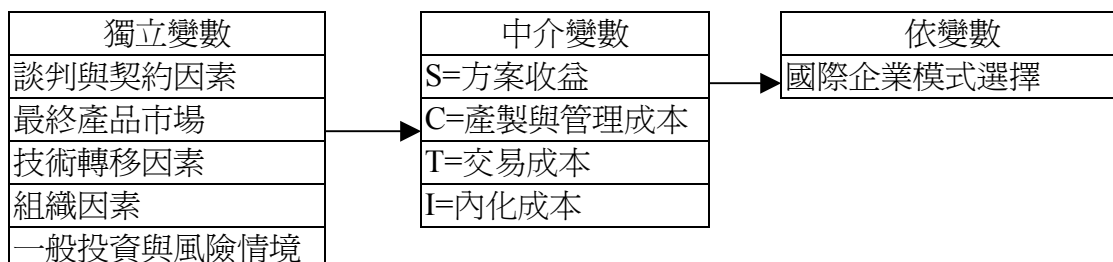 獨立變數
談判與契約因素
最終產品市場
技術轉移因素
組織因素
一般投資與風險情境
中介變數
S=方案收益
C=產製與管理成本
T=交易成本
I=內化成本
依變數
國際企業模式選擇